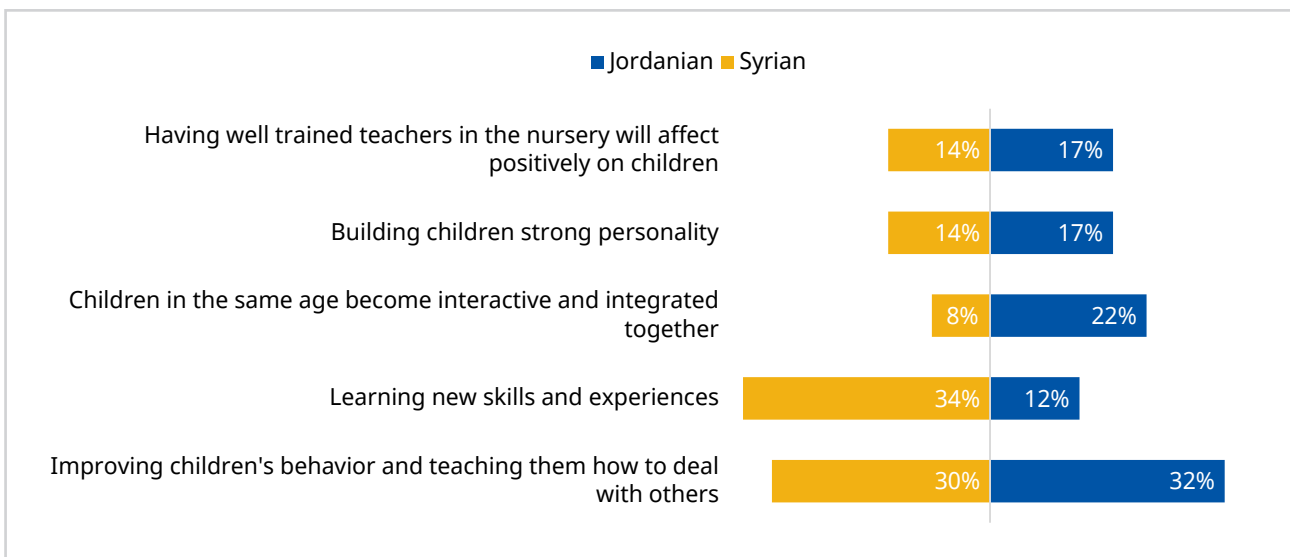 Jordanian Syrian
Having well trained teachers in the nursery will affect
positively on children
14% 17%
Building children strong personality
14% 17%
Children in the same age become interactive and integrated
together
8% 22%
Learning new skills and experiences
34% 12%
Improving children's behavior and teaching them how to deal
with others
30% 32%